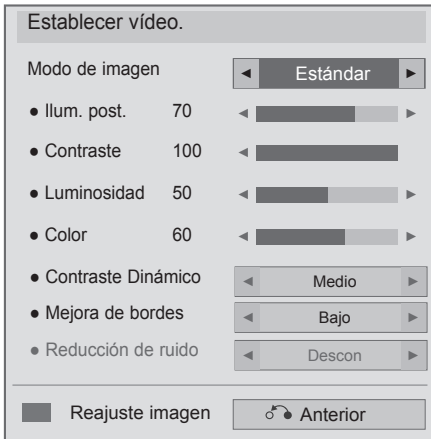 Establecer vídeo.
Modo de imagen ◄ Estándar ►
● Ilum. post. 70 ◄ ►
● Contraste 100 ◄
● Luminosidad 50 ◄ ►
● Color 60 ◄ ►
● Contraste Dinámico ◄ Medio ►
● Mejora de bordes ◄ Bajo ►
● Reducción de ruido ◄ Descon ►
Reajuste imagen Anterior